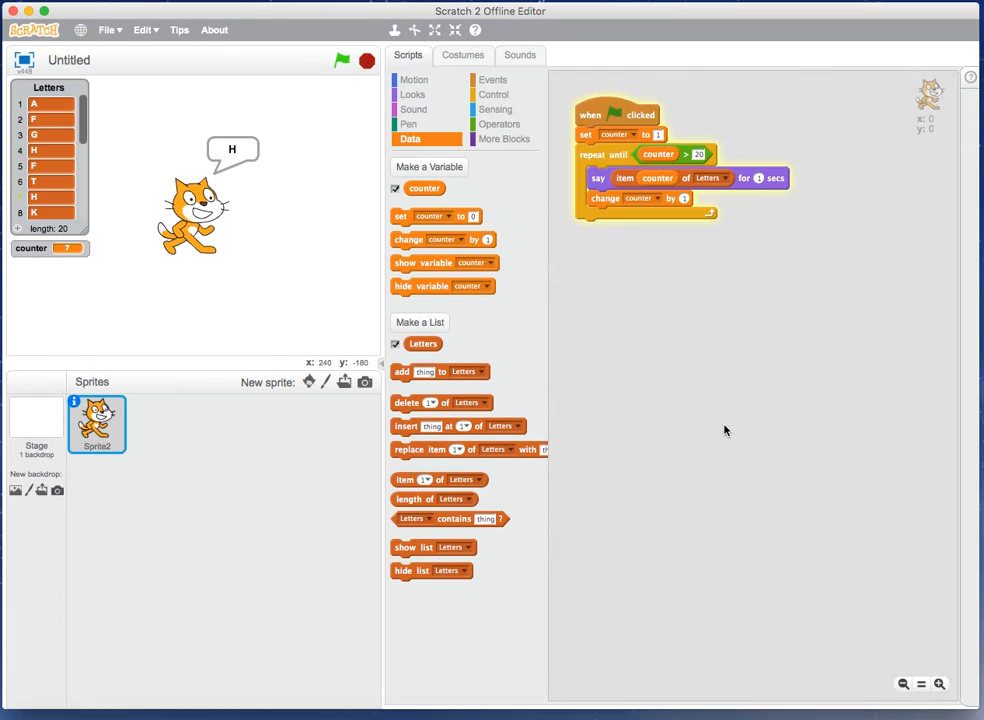 Scratch 2 Offline Editor
SCRATCH File Edit Tips About
v448
Untitled
Letters
1 A
2 F
3 G
4 H
5 F
6 T
H
8 K
+ length: 20
counter 7
H
x: 240 y: -180
Sprites New sprite:
Stage
1 backdrop
New backdrop:
Sprite2
Scripts Costumes Sounds
Motion Events
Looks Control
Sound Sensing
Pen Operators
Data More Blocks
Make a Variable
counter
set counter to 0
change counter by 1
show variable counter
hide variable counter
Make a List
Letters
add thing to Letters
delete 1 of Letters
insert thing at 1 of Letters
replace item 1 of Letters with th
item 1 of Letters
length of Letters
Letters contains thing ?
show list Letters
hide list Letters
when clicked
set counter to 1
repeat until counter > 20
say item counter of Letters for 1 secs
change counter by 1
x: 0
y: 0